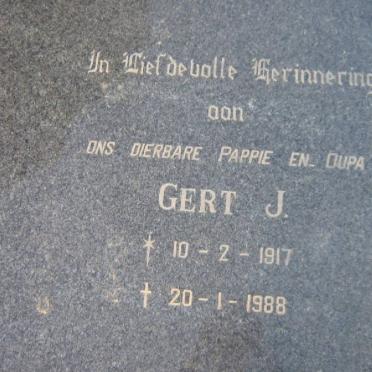 In Liefdevolle Herinnering
aan
ONS DIERBARE PAPPIE EN OUPA
GERT J.
* 10 - 2 - 1917
† 20 - 1 - 1988